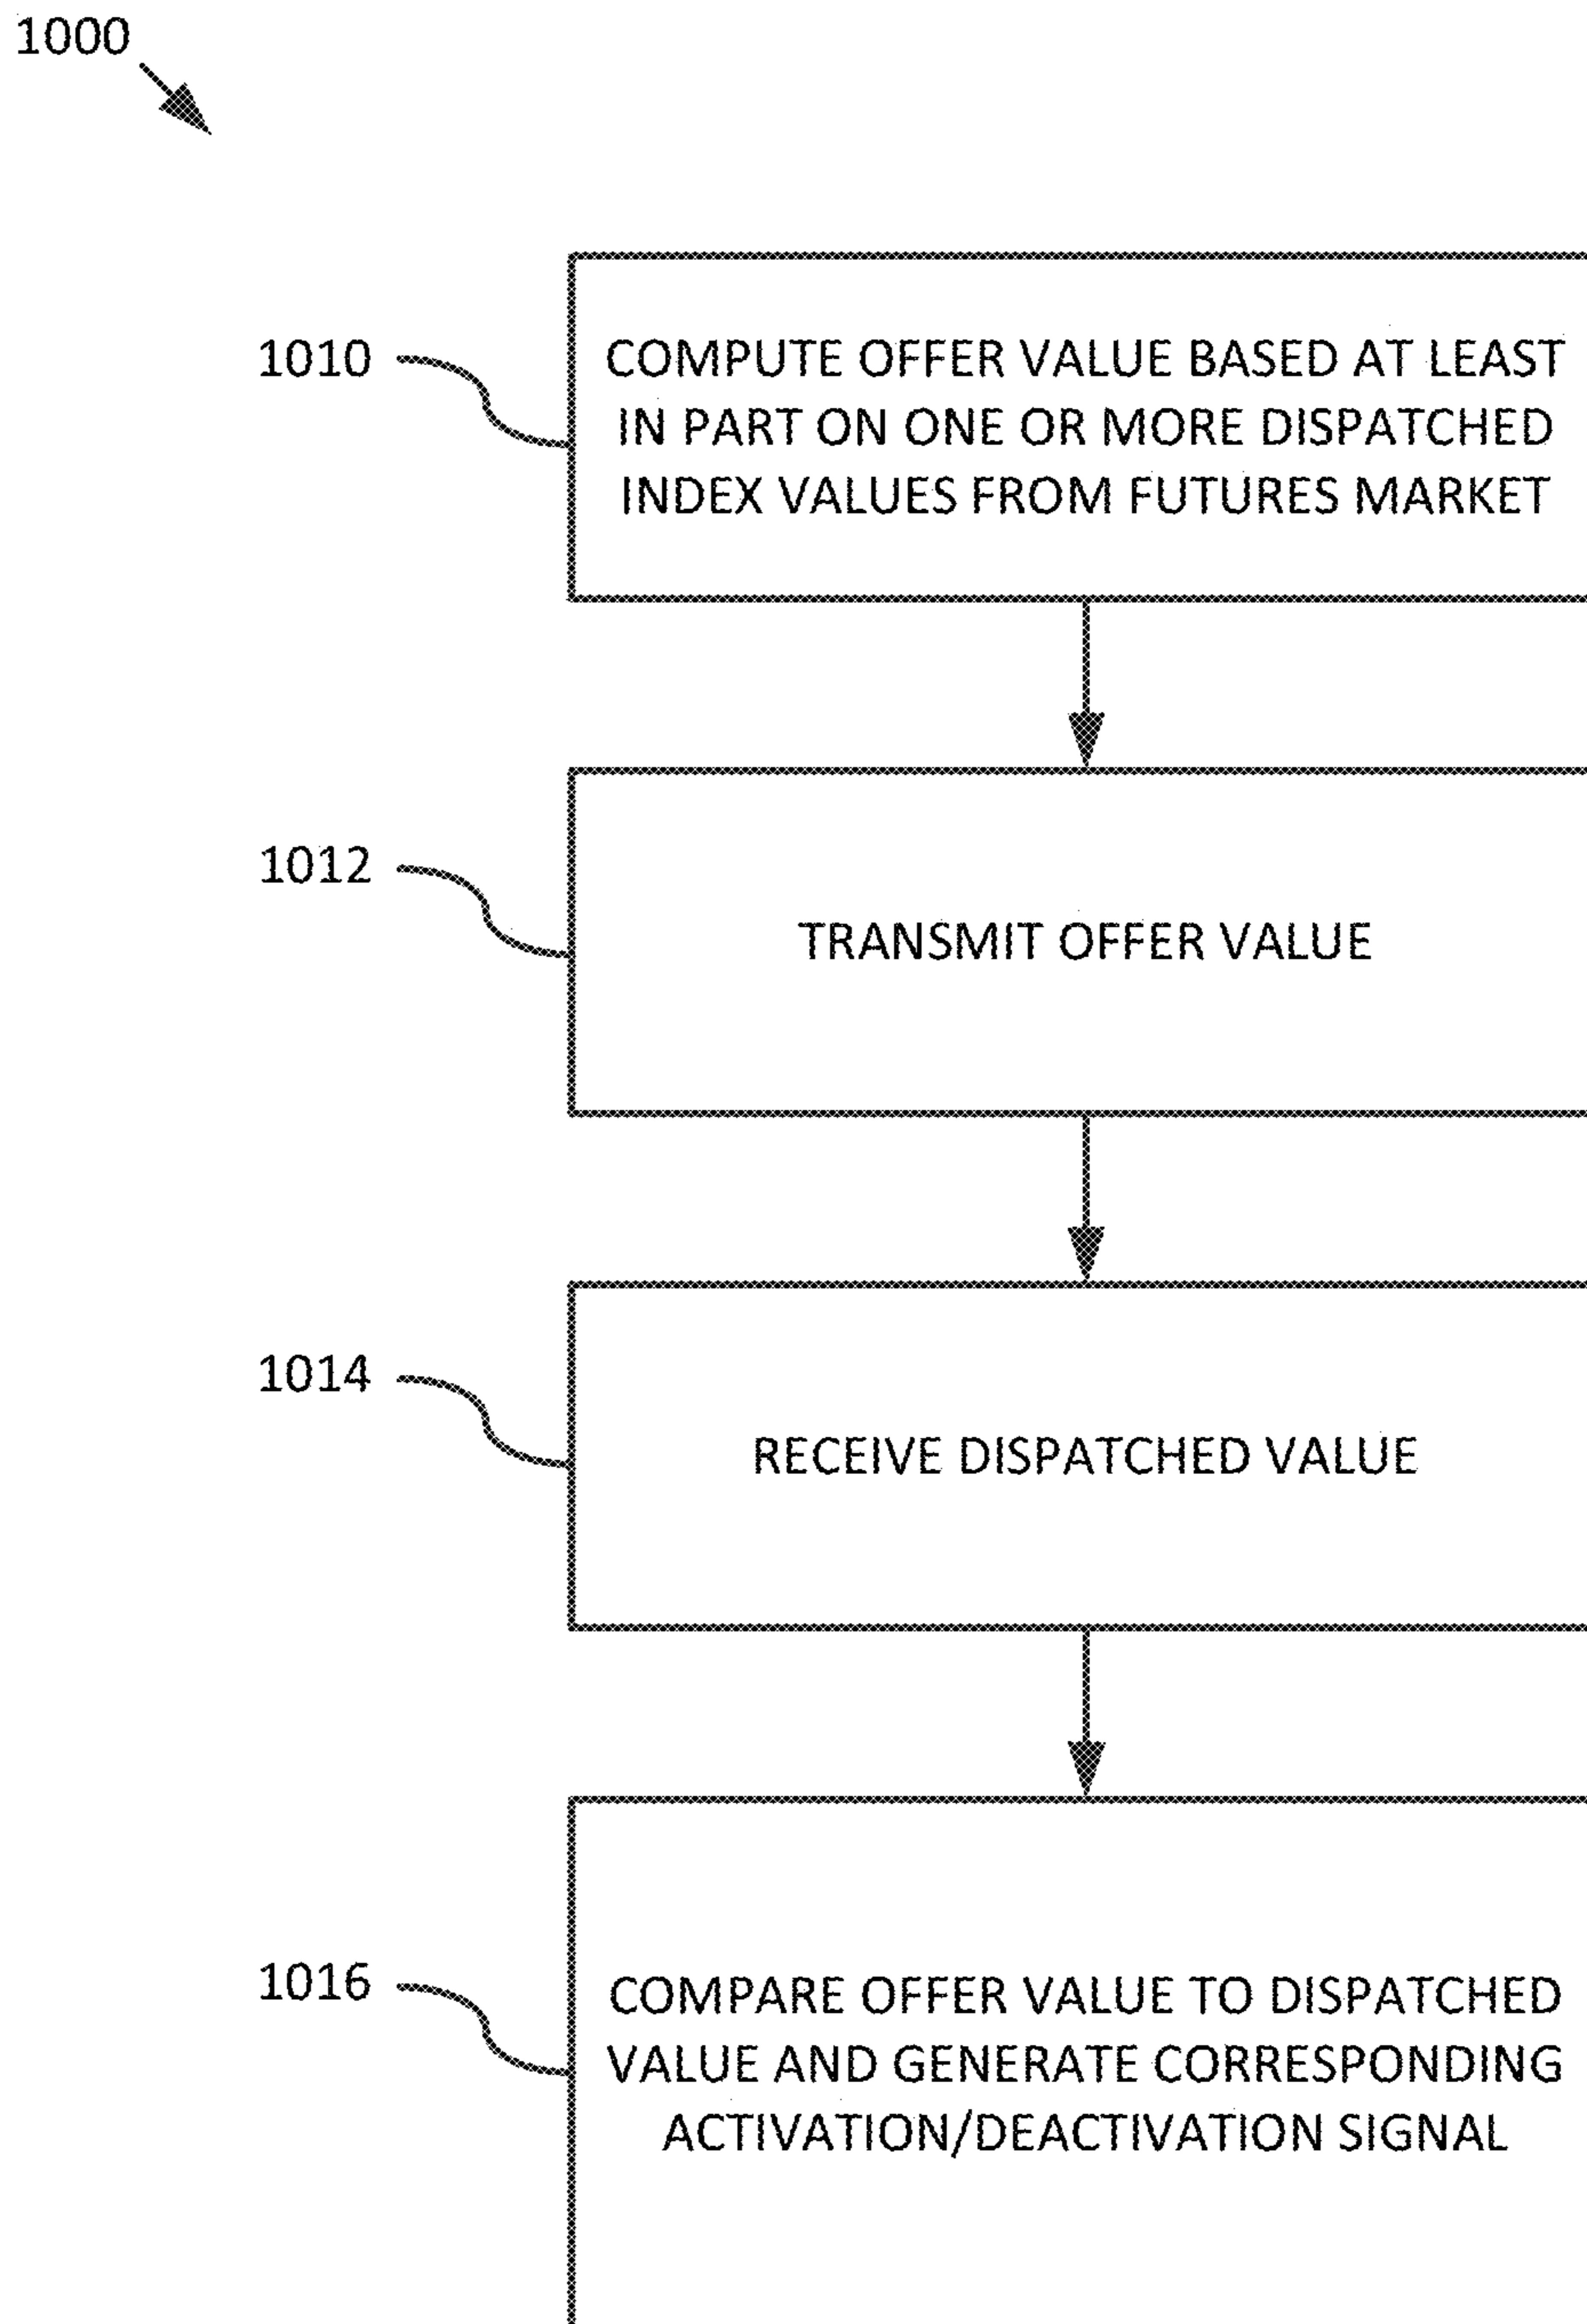 1000
1010
COMPUTE OFFER VALUE BASED AT LEAST
IN PART ON ONE OR MORE DISPATCHED
INDEX VALUES FROM FUTURES MARKET
1012
TRANSMIT OFFER VALUE
1014
RECEIVE DISPATCHED VALUE
1016
COMPARE OFFER VALUE TO DISPATCHED
VALUE AND GENERATE CORRESPONDING
ACTIVATION/DEACTIVATION SIGNAL